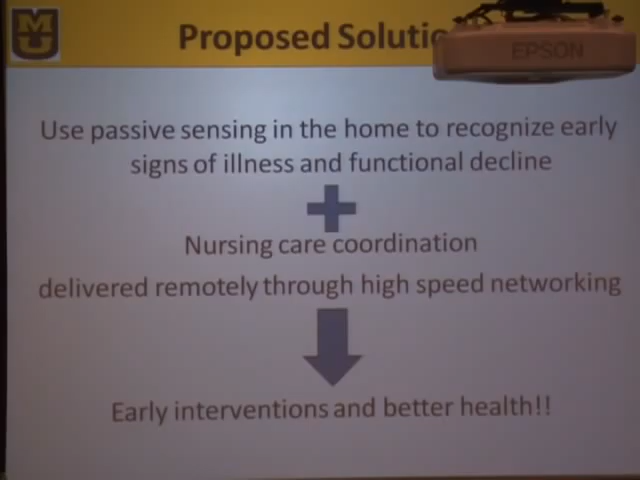 MU
Proposed Solutio
EPSON
Use passive sensing in the home to recognize early
signs of illness and functional decline
Nursing care coordination
delivered remotely through high speed networking
Early interventions and better health!!